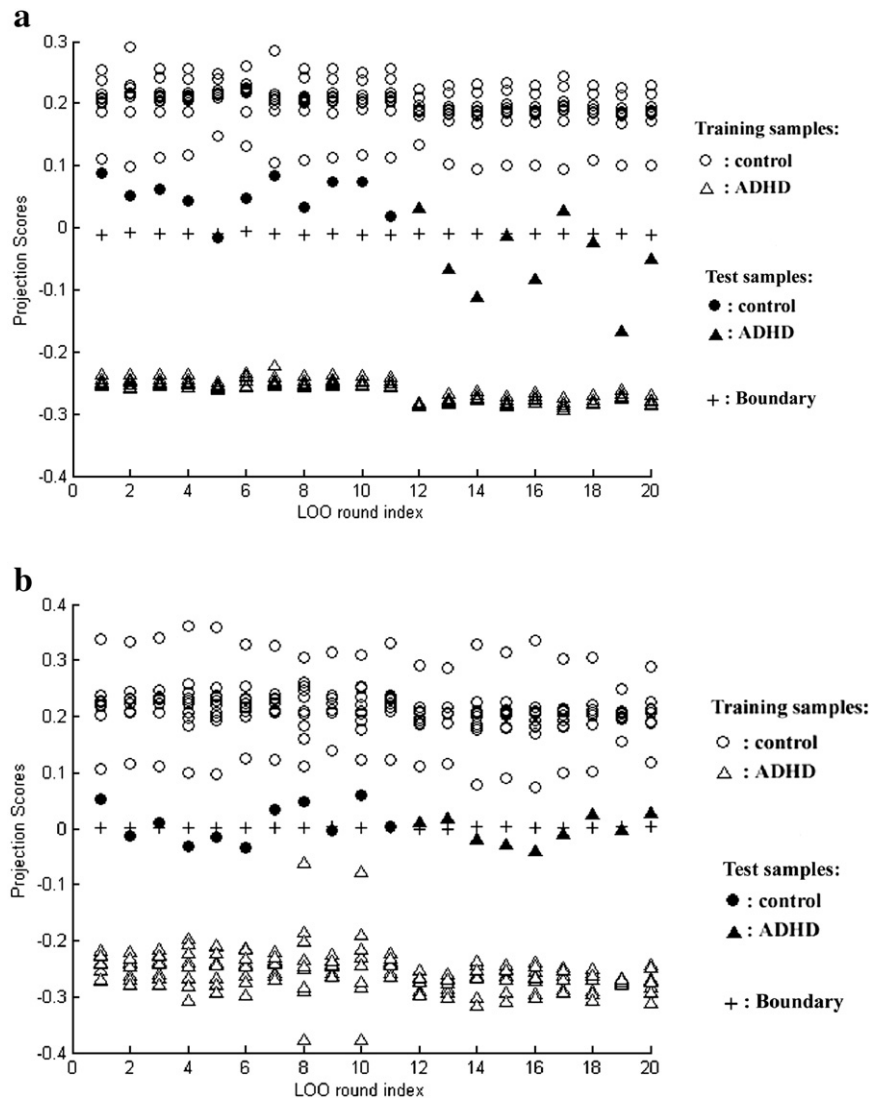 a
0.3
0.2
0.1
0
-0.1
-0.2
-0.3
-0.4
Projection Scores
0 2 4 6 8 10 12 14 16 18 20
LOO round index
Training samples:
: control
: ADHD
Test samples:
: control
: ADHD
+ : Boundary
b
0.4
0.3
0.2
0.1
0
-0.1
-0.2
-0.3
-0.4
Projection Scores
0 2 4 6 8 10 12 14 16 18 20
LOO round index
Training samples:
: control
: ADHD
Test samples:
: control
: ADHD
+ : Boundary